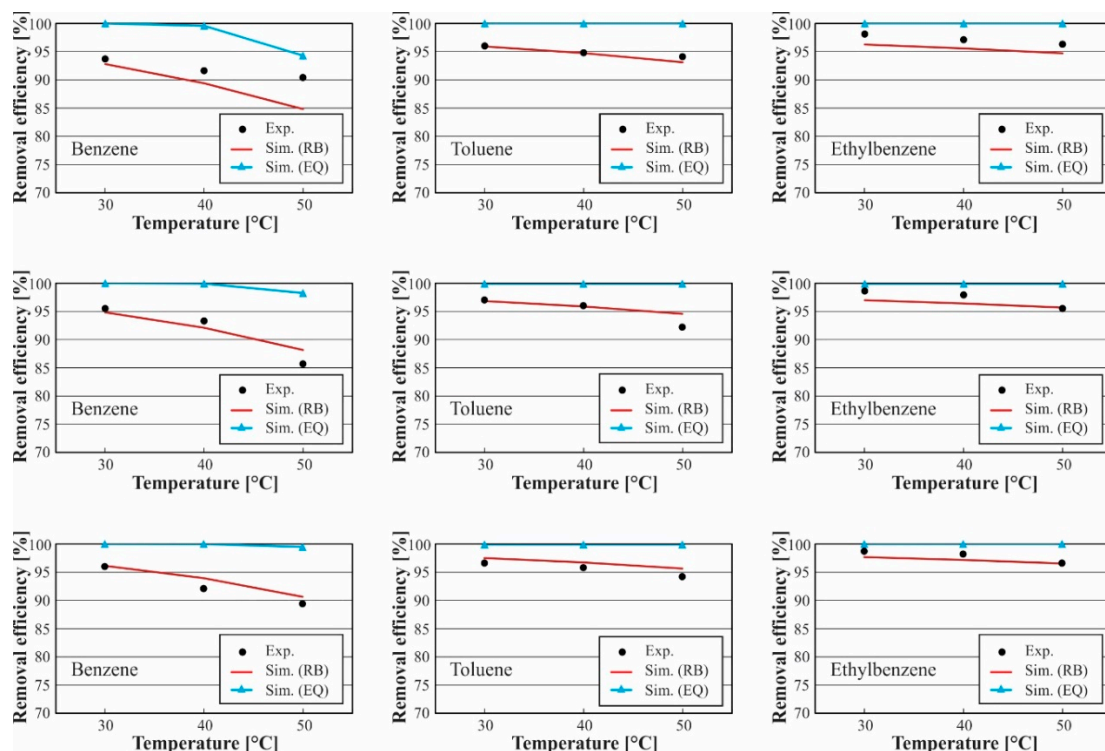 Removal efficiency [%]
100
95
90
85
80
75
70
Benzene
Exp.
Sim. (RB)
Sim. (EQ)
30 40 50
Temperature [°C]
Removal efficiency [%]
100
95
90
85
80
75
70
Toluene
Exp.
Sim. (RB)
Sim. (EQ)
30 40 50
Temperature [°C]
Removal efficiency [%]
100
95
90
85
80
75
70
Ethylbenzene
Exp.
Sim. (RB)
Sim. (EQ)
30 40 50
Temperature [°C]
Removal efficiency [%]
100
95
90
85
80
75
70
Benzene
Exp.
Sim. (RB)
Sim. (EQ)
30 40 50
Temperature [°C]
Removal efficiency [%]
100
95
90
85
80
75
70
Toluene
Exp.
Sim. (RB)
Sim. (EQ)
30 40 50
Temperature [°C]
Removal efficiency [%]
100
95
90
85
80
75
70
Ethylbenzene
Exp.
Sim. (RB)
Sim. (EQ)
30 40 50
Temperature [°C]
Removal efficiency [%]
100
95
90
85
80
75
70
Benzene
Exp.
Sim. (RB)
Sim. (EQ)
30 40 50
Temperature [°C]
Removal efficiency [%]
100
95
90
85
80
75
70
Toluene
Exp.
Sim. (RB)
Sim. (EQ)
30 40 50
Temperature [°C]
Removal efficiency [%]
100
95
90
85
80
75
70
Ethylbenzene
Exp.
Sim. (RB)
Sim. (EQ)
30 40 50
Temperature [°C]